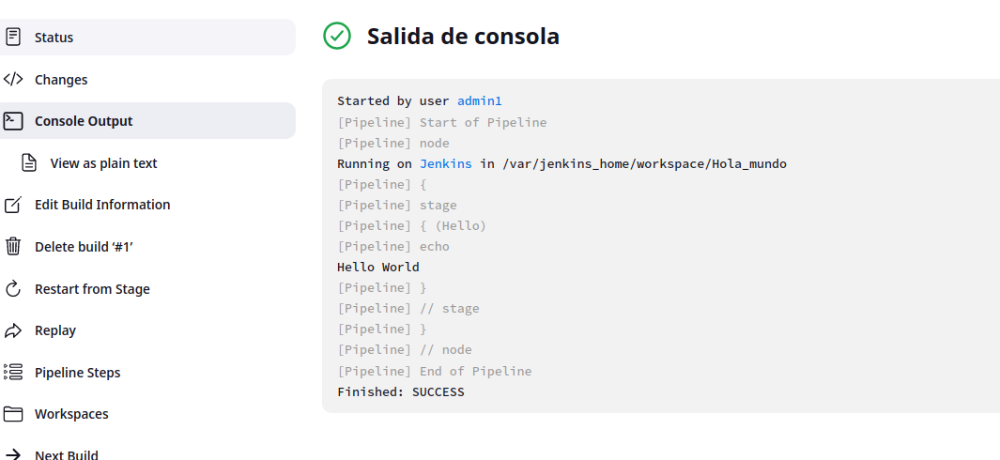 Status
Changes
Console Output
View as plain text
Edit Build Information
Delete build ‘#1’
Restart from Stage
Replay
Pipeline Steps
Workspaces
Next Build
Salida de consola
Started by user admin1
[Pipeline] Start of Pipeline
[Pipeline] node
Running on Jenkins in /var/jenkins_home/workspace/Hola_mundo
[Pipeline] {
[Pipeline] stage
[Pipeline] { (Hello)
[Pipeline] echo
Hello World
[Pipeline] }
[Pipeline] // stage
[Pipeline] }
[Pipeline] // node
[Pipeline] End of Pipeline
Finished: SUCCESS